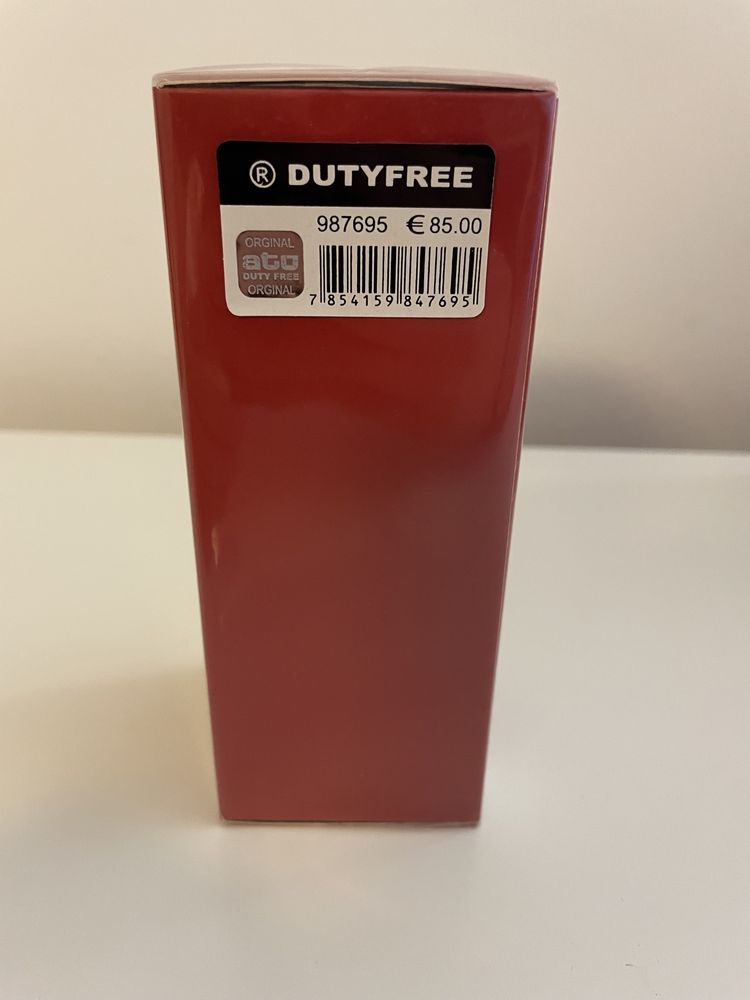 ® DUTYFREE
987695 € 85.00
ORGINAL
atu
DUTY FREE
ORGINAL
7 854159 847695